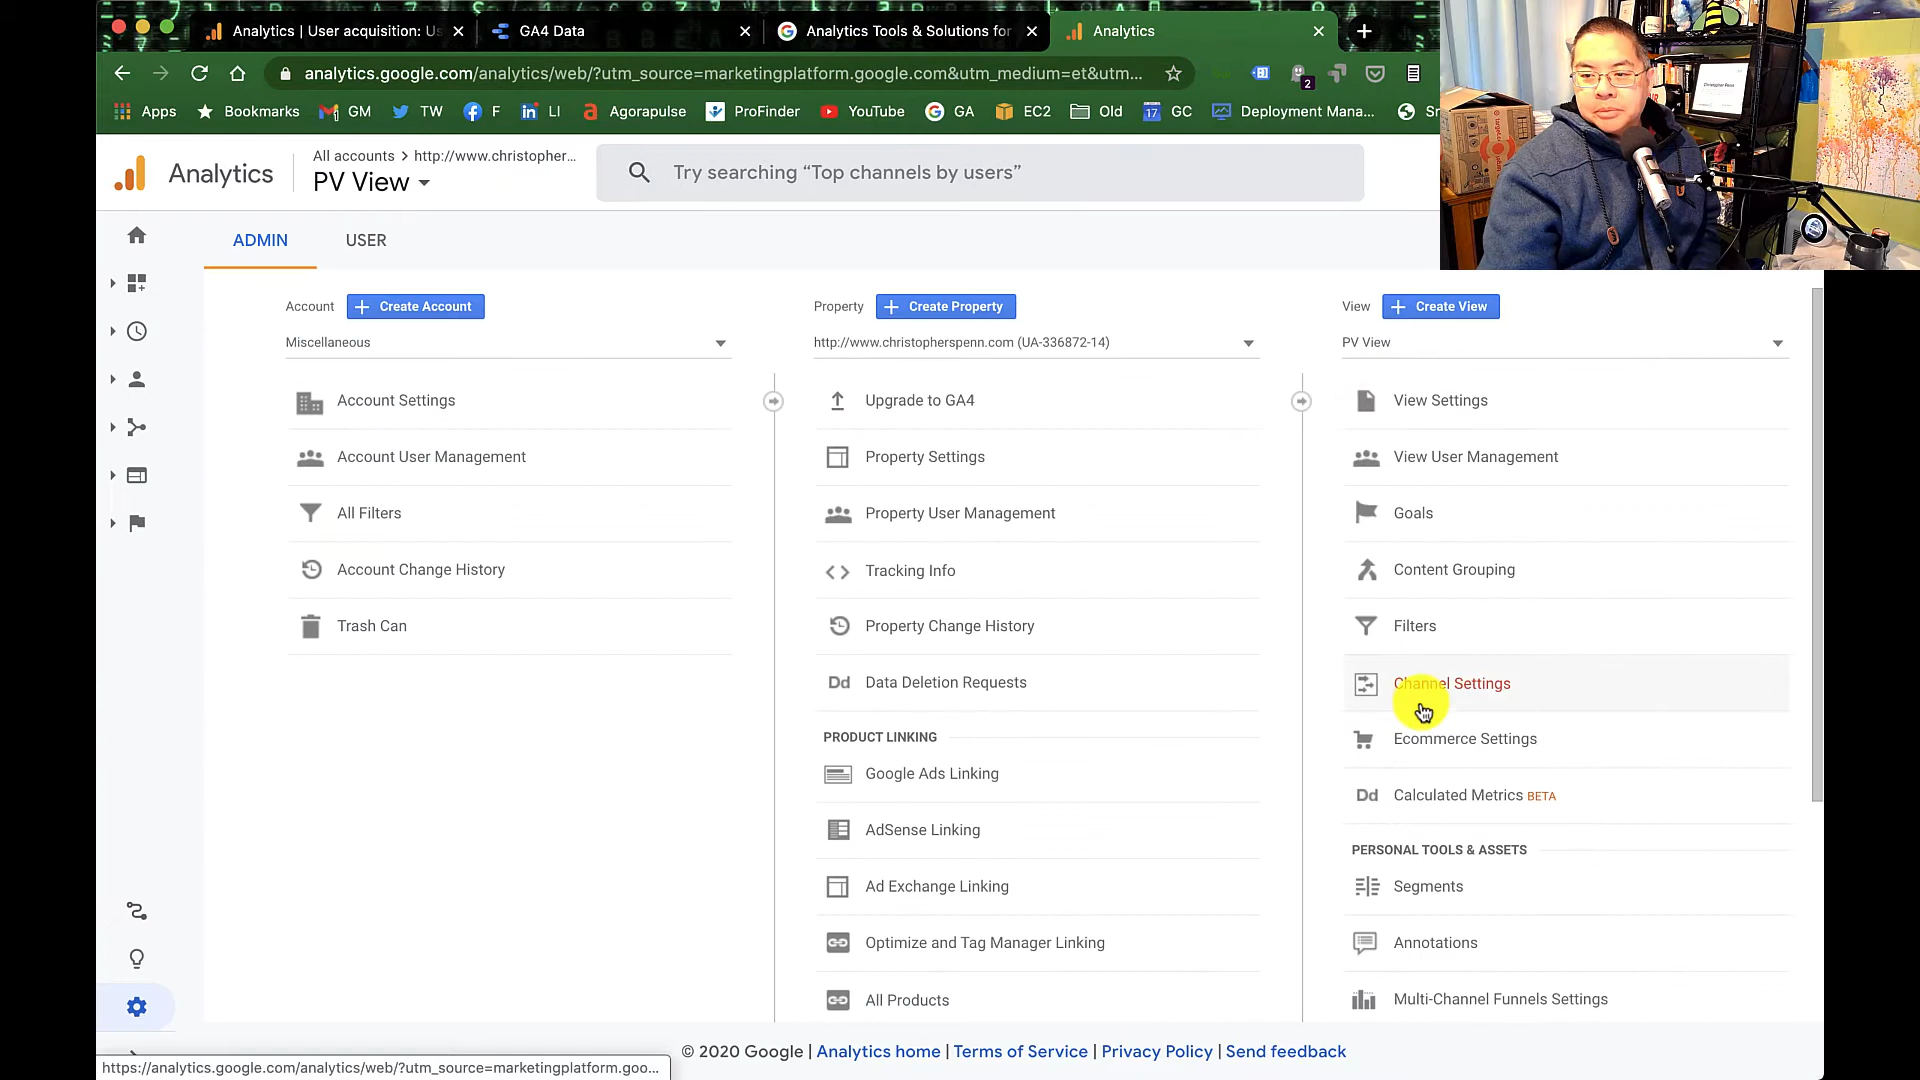 Analytics | User acquisition: Us
GA4 Data
Analytics Tools & Solutions for
Analytics
analytics.google.com/analytics/web/?utm_source=marketingplatform.google.com&utm_medium=et&utm...
2
Apps
Bookmarks
GM
TW
F
LI
Agorapulse
ProFinder
YouTube
GA
EC2
Old
17
GC
Deployment Mana...
Sn
Analytics
All accounts > http://www.christopher...
PV View
Try searching “Top channels by users”
Christopher Penn
ADMIN
USER
Account
Create Account
Miscellaneous
Account Settings
Account User Management
All Filters
Account Change History
Trash Can
Property
Create Property
http://www.christopherspenn.com (UA-336872-14)
Upgrade to GA4
Property Settings
Property User Management
Tracking Info
Property Change History
Dd Data Deletion Requests
PRODUCT LINKING
Google Ads Linking
AdSense Linking
Ad Exchange Linking
Optimize and Tag Manager Linking
All Products
View
Create View
PV View
View Settings
View User Management
Goals
Content Grouping
Filters
Channel Settings
Ecommerce Settings
Dd Calculated Metrics BETA
PERSONAL TOOLS & ASSETS
Segments
Annotations
Multi-Channel Funnels Settings
© 2020 Google | Analytics home | Terms of Service | Privacy Policy | Send feedback
https://analytics.google.com/analytics/web/?utm_source=marketingplatform.goo...